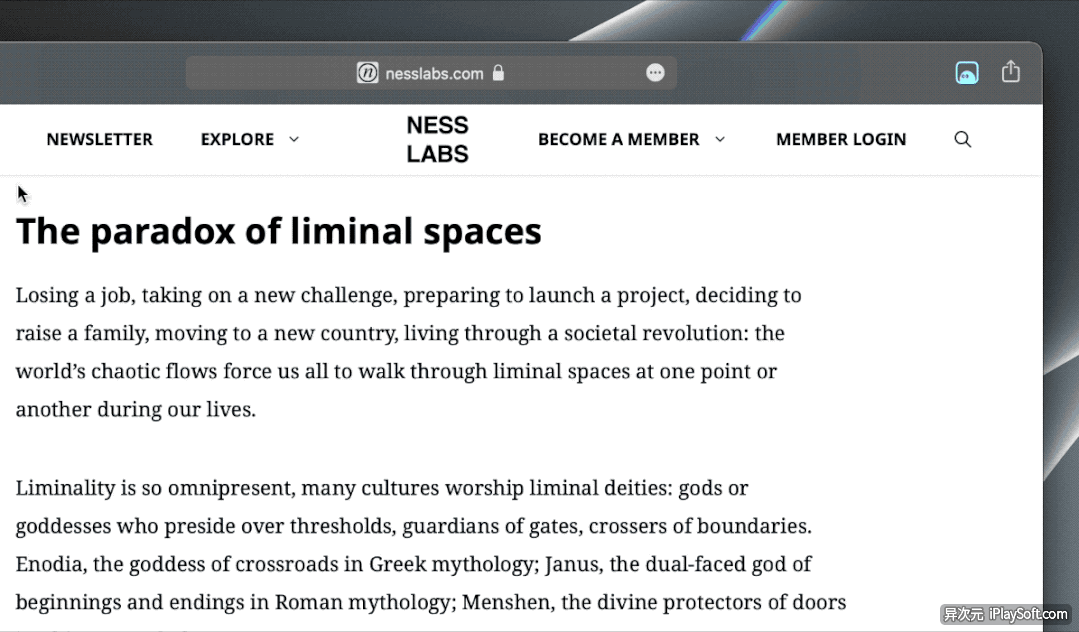 nesslabs.com
NEWSLETTER EXPLORE NESS LABS BECOME A MEMBER MEMBER LOGIN
The paradox of liminal spaces
Losing a job, taking on a new challenge, preparing to launch a project, deciding to
raise a family, moving to a new country, living through a societal revolution: the
world’s chaotic flows force us all to walk through liminal spaces at one point or
another during our lives.
Liminality is so omnipresent, many cultures worship liminal deities: gods or
goddesses who preside over thresholds, guardians of gates, crossers of boundaries.
Enodia, the goddess of crossroads in Greek mythology; Janus, the dual-faced god of
beginnings and endings in Roman mythology; Menshen, the divine protectors of doors
异次元 iPlaySoft.com